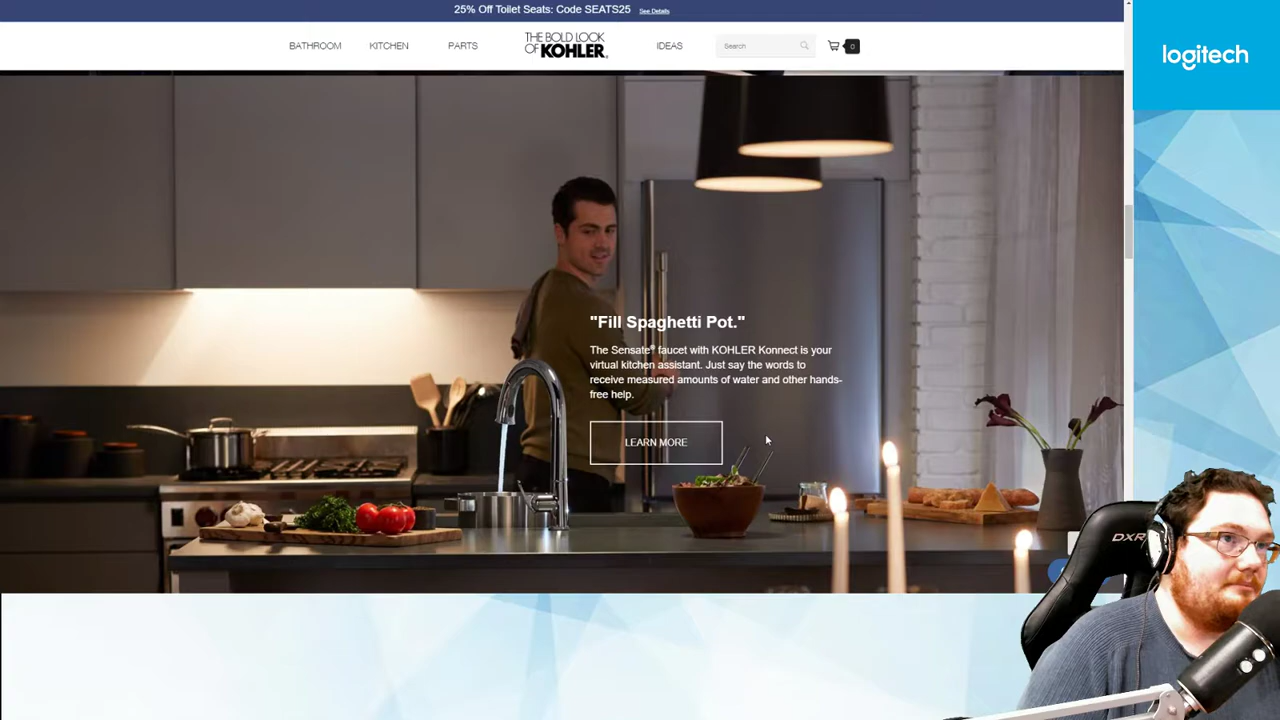 25% Off Toilet Seats: Code SEATS25 See Details
BATHROOM KITCHEN PARTS
THE BOLD LOOK
OF KOHLER®
IDEAS Search 0
logitech
"Fill Spaghetti Pot."
The Sensate® faucet with KOHLER Konnect is your
virtual kitchen assistant. Just say the words to
receive measured amounts of water and other hands-
free help.
LEARN MORE
DXR